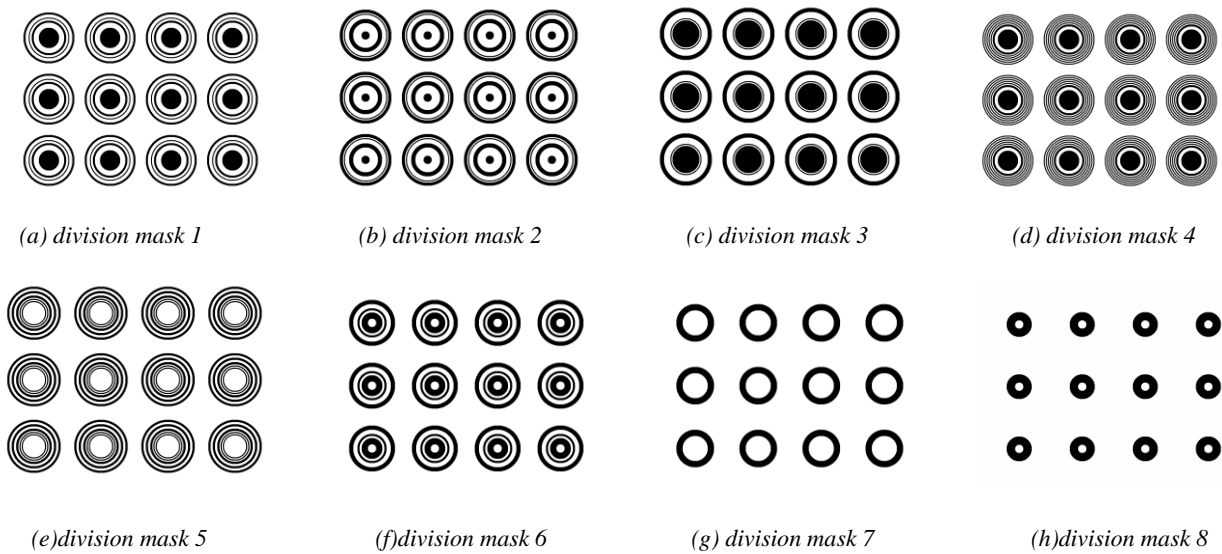 (a) division mask 1
(b) division mask 2
(c) division mask 3
(d) division mask 4
(e)division mask 5
(f)division mask 6
(g) division mask 7
(h)division mask 8